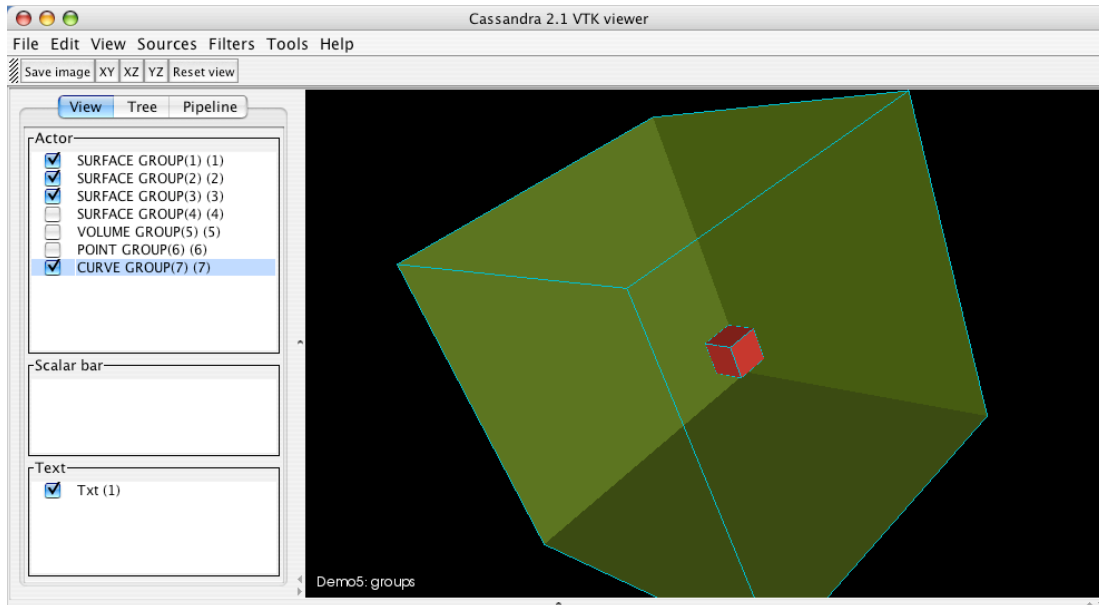 Cassandra 2.1 VTK viewer
File Edit View Sources Filters Tools Help
Save image XY XZ YZ Reset view
View Tree Pipeline
Actor
SURFACE GROUP(1) (1)
SURFACE GROUP(2) (2)
SURFACE GROUP(3) (3)
SURFACE GROUP(4) (4)
VOLUME GROUP(5) (5)
POINT GROUP(6) (6)
CURVE GROUP(7) (7)
Scalar bar
Text
Txt (1)
Demo5: groups